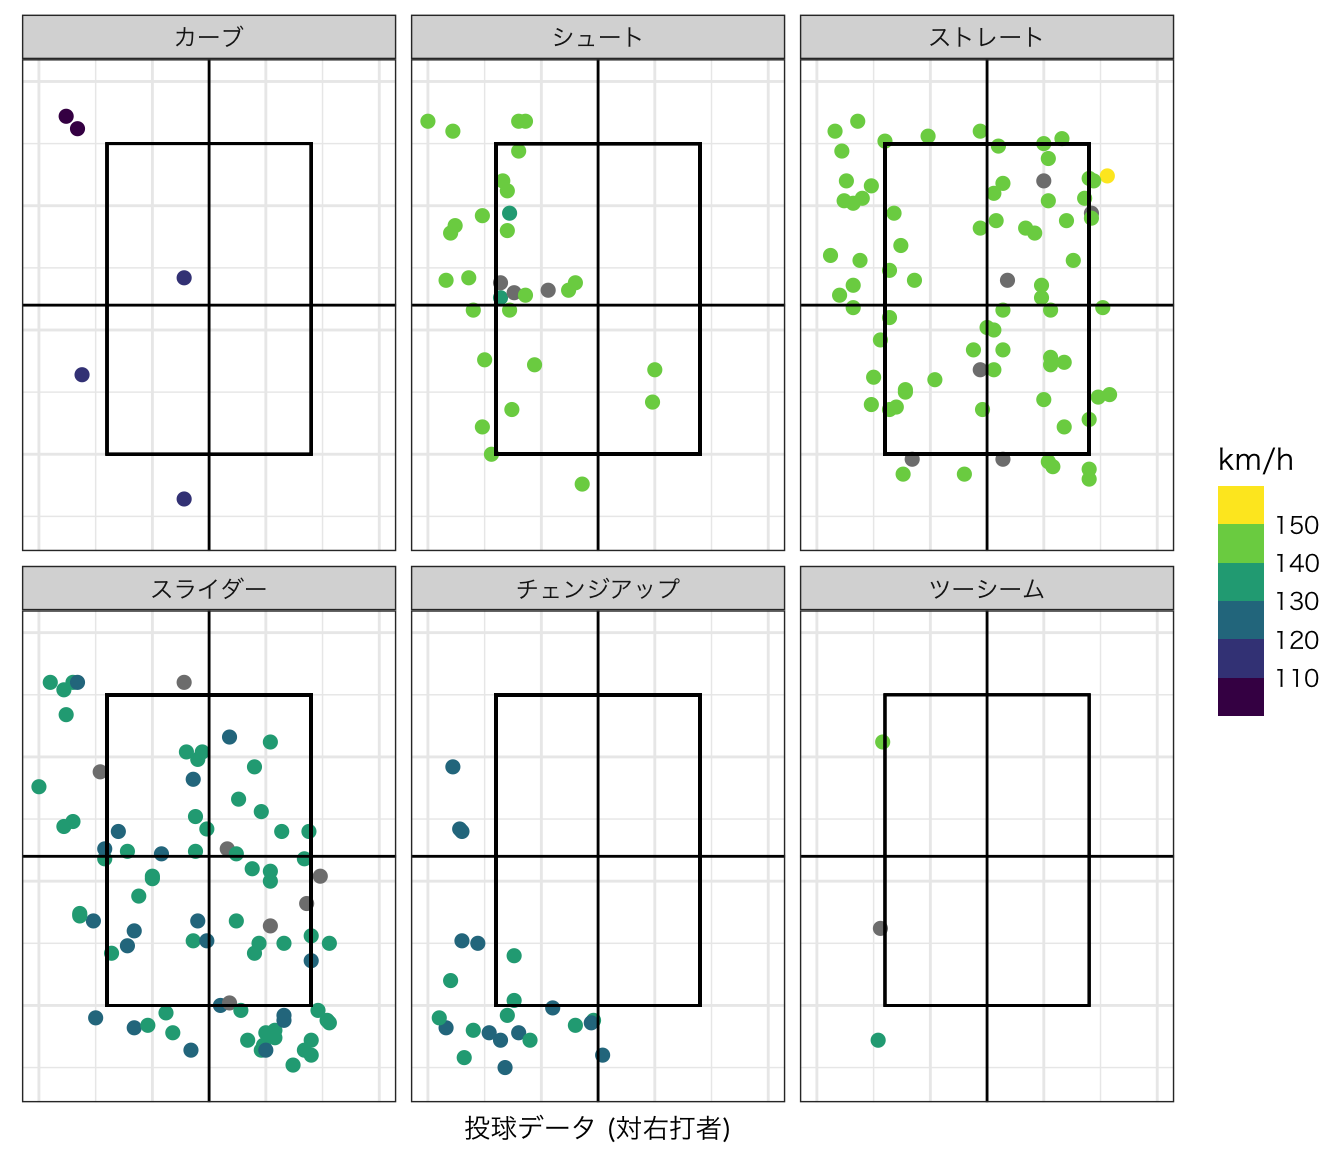 カーブ
シュート
ストレート
スライダー
チェンジアップ
ツーシーム
km/h
150
140
130
120
110
投球データ (対右打者)